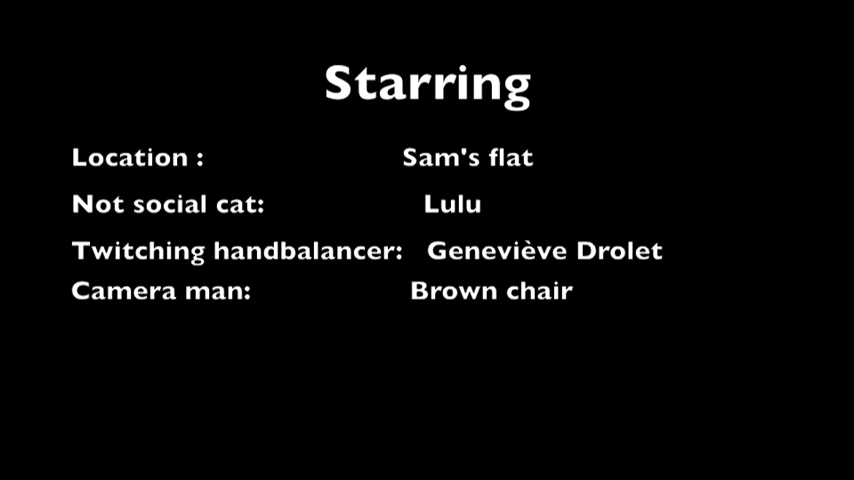 Starring
Location : Sam's flat
Not social cat: Lulu
Twitching handbalancer: Geneviève Drolet
Camera man: Brown chair